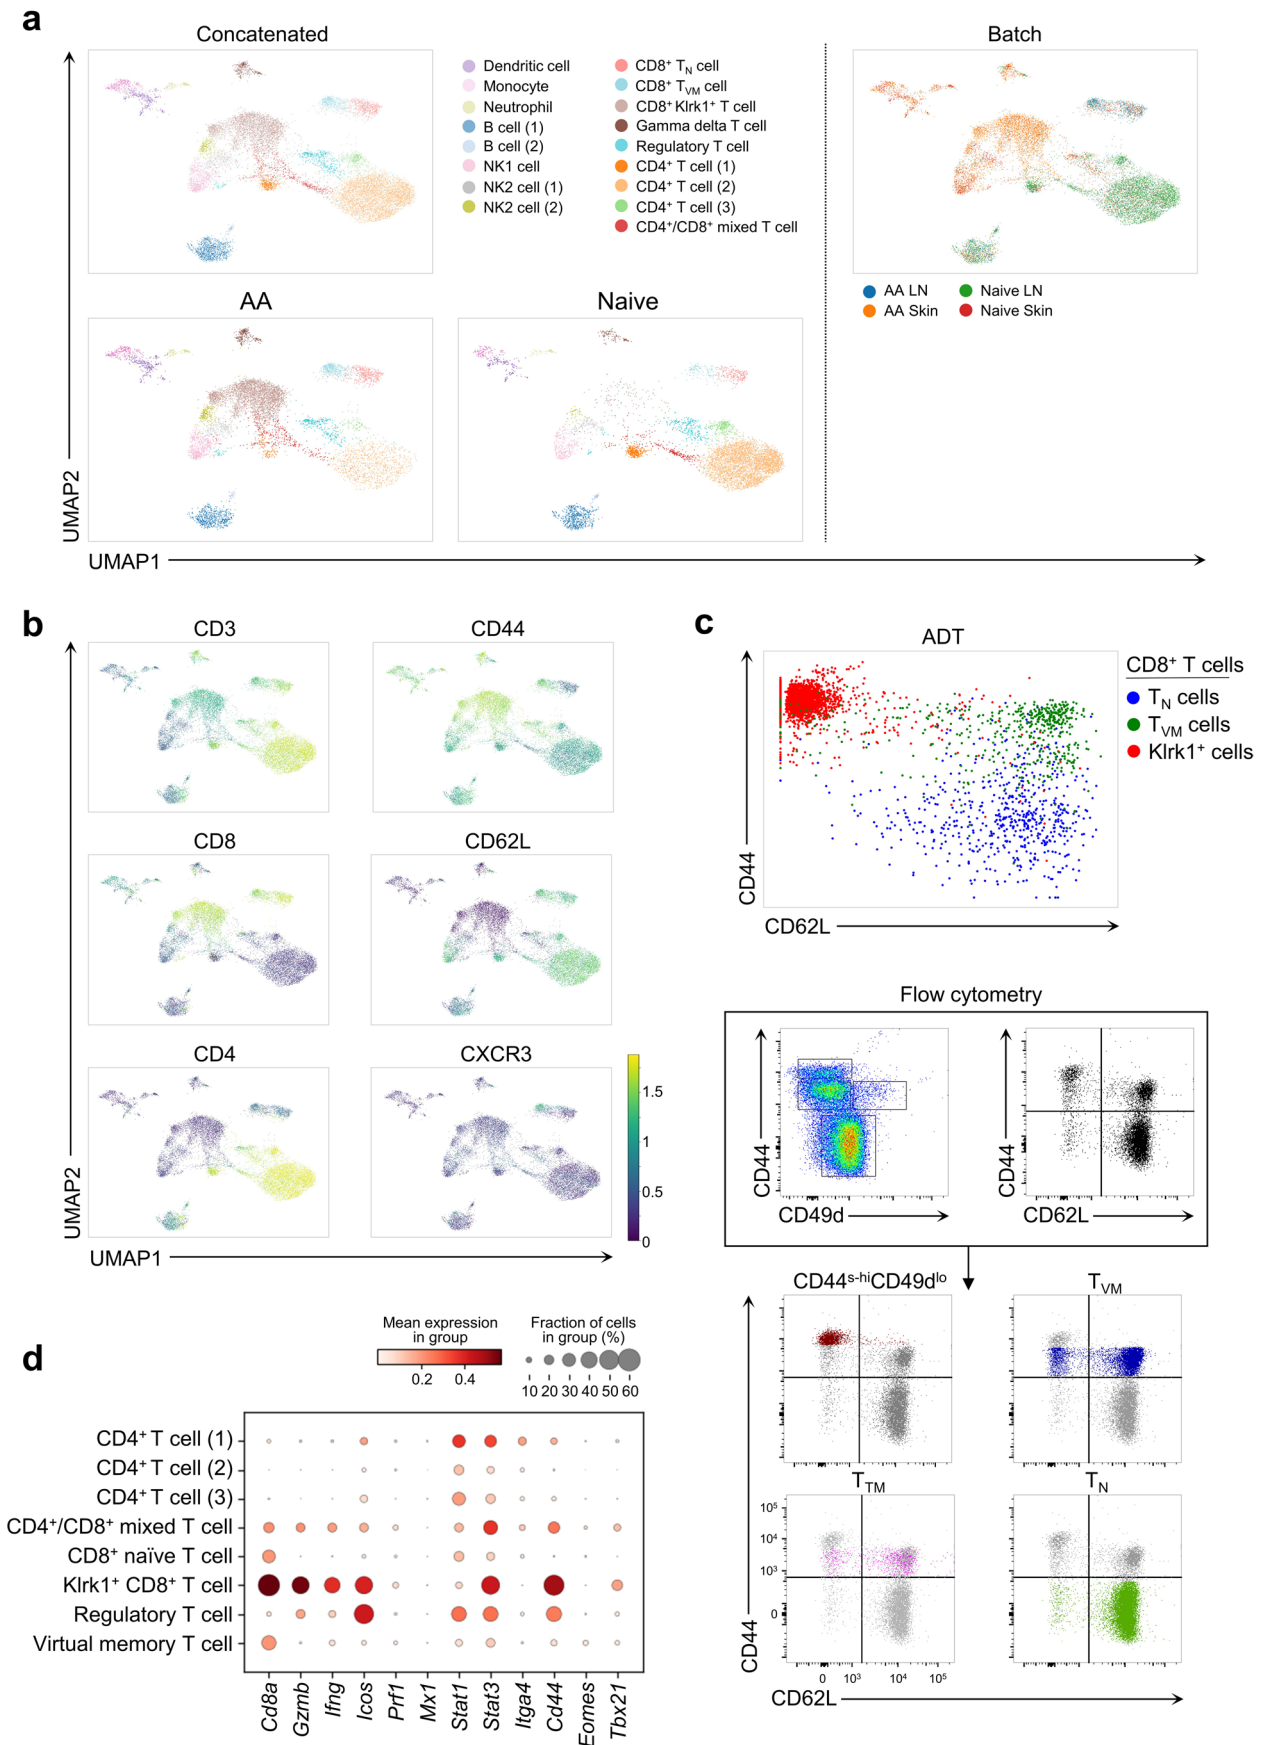 a
Concatenated
Batch
Dendritic cell
Monocyte
Neutrophil
B cell (1)
B cell (2)
NK1 cell
NK2 cell (1)
NK2 cell (2)
CD8⁺ T_N cell
CD8⁺ T_VM cell
CD8⁺ Klrk1⁺ T cell
Gamma delta T cell
Regulatory T cell
CD4⁺ T cell (1)
CD4⁺ T cell (2)
CD4⁺ T cell (3)
CD4⁺/CD8⁺ mixed T cell
AA LN
Naive LN
AA Skin
Naive Skin
AA
Naive
UMAP2
UMAP1
b
CD3
CD44
CD8
CD62L
CD4
CXCR3
1.5
1
0.5
0
UMAP2
UMAP1
c
ADT
CD8⁺ T cells
T_N cells
T_VM cells
Klrk1⁺ cells
CD44
CD62L
Flow cytometry
CD44
CD49d
CD44
CD62L
CD44ˢ⁻ʰⁱCD49dˡᵒ
T_VM
T_TM
T_N
10⁵
10⁴
10³
0
0 10³ 10⁴ 10⁵
CD44
CD62L
d
Mean expression
in group
0.2 0.4
Fraction of cells
in group (%)
10 20 30 40 50 60
CD4⁺ T cell (1)
CD4⁺ T cell (2)
CD4⁺ T cell (3)
CD4⁺/CD8⁺ mixed T cell
CD8⁺ naïve T cell
Klrk1⁺ CD8⁺ T cell
Regulatory T cell
Virtual memory T cell
Cd8a
Gzmb
Ifng
Icos
Prf1
Mx1
Stat1
Stat3
Itga4
Cd44
Eomes
Tbx21